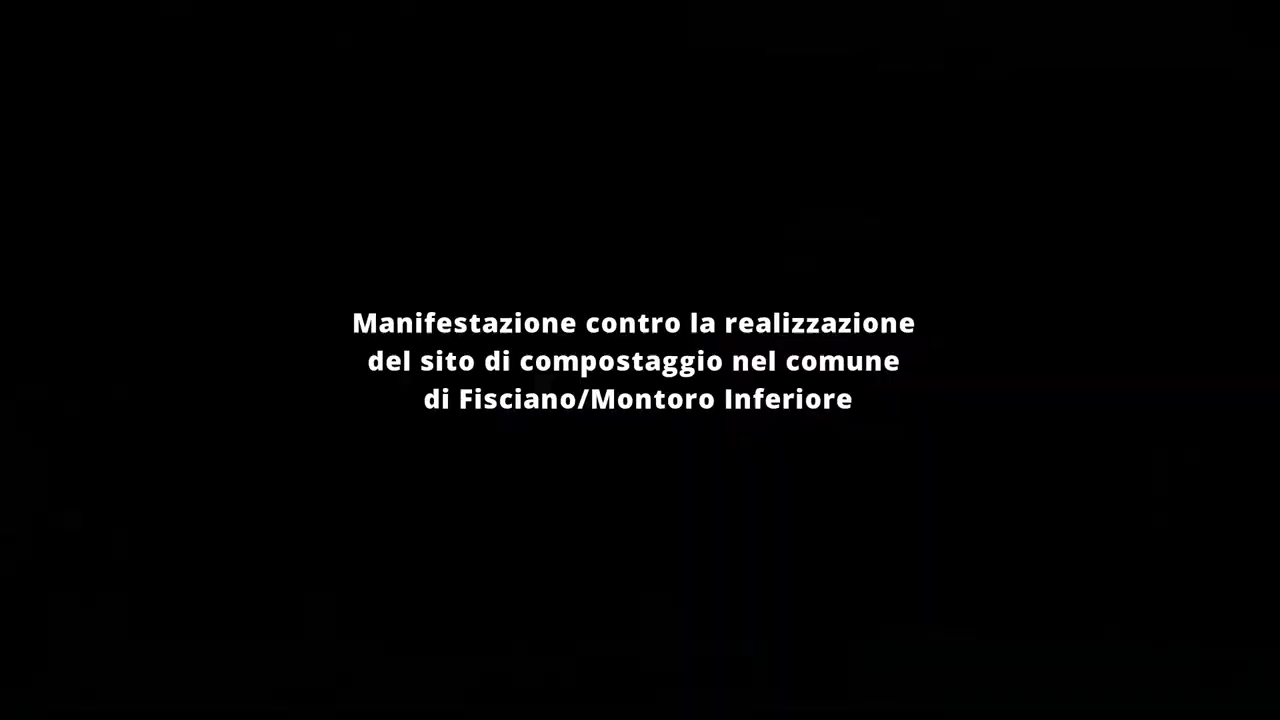 Manifestazione contro la realizzazione
del sito di compostaggio nel comune
di Fisciano/Montoro Inferiore